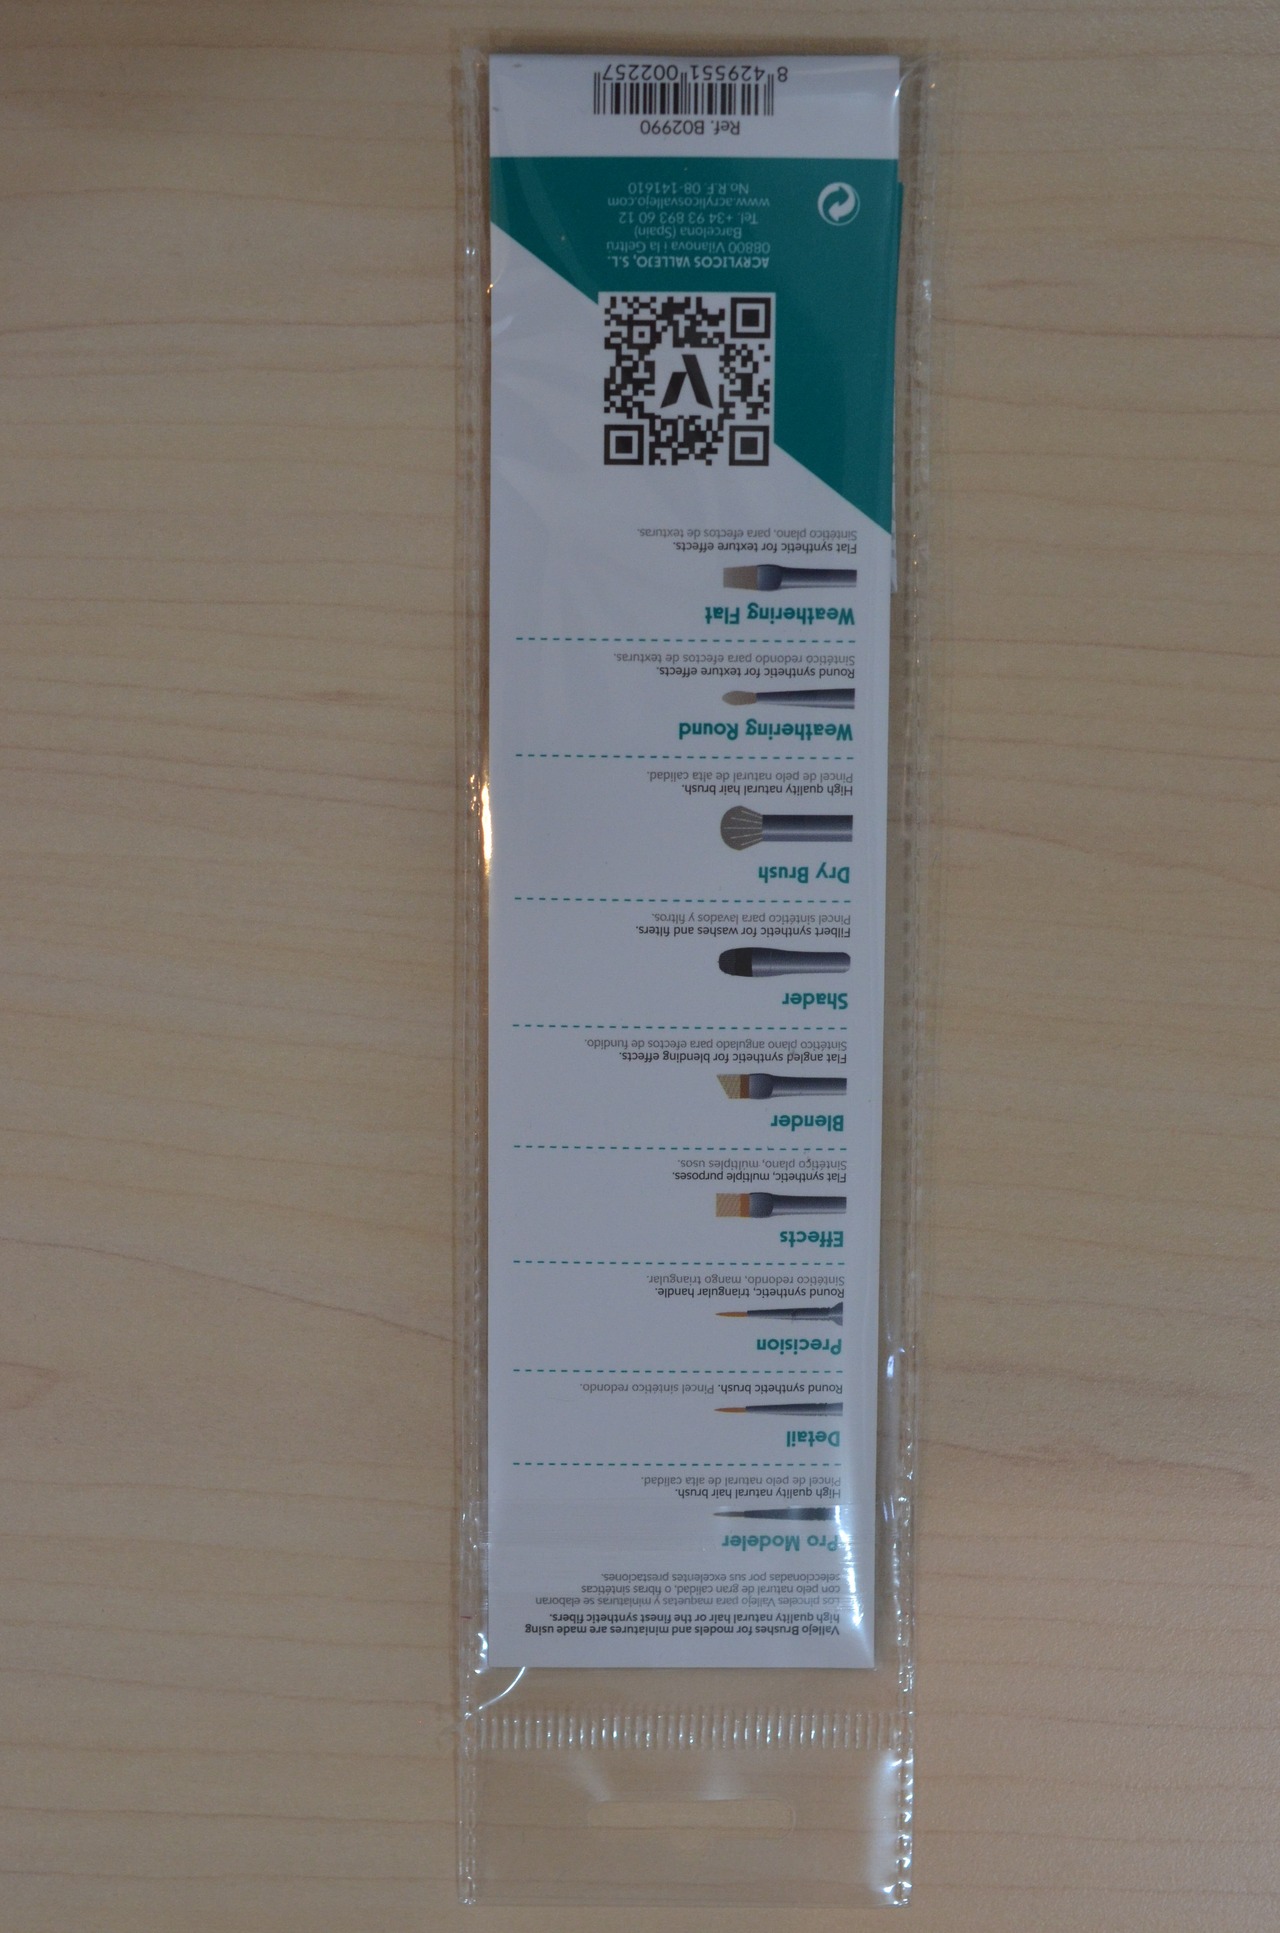 Vallejo Brushes for models and miniatures are made using
high quality natural hair or the finest synthetic fibers.
Los pinceles Vallejo para maquetas y miniaturas se elaboran
con pelo natural de gran calidad, o fibras sintéticas
seleccionadas por sus excelentes prestaciones.
Pro Modeler
High quality natural hair brush.
Pincel de pelo natural de alta calidad.
Detail
Round synthetic brush. Pincel sintético redondo.
Precision
Round synthetic, triangular handle.
Sintético redondo, mango triangular.
Effects
Flat synthetic, multiple purposes.
Sintético plano, múltiples usos.
Blender
Flat angled synthetic for blending effects.
Sintético plano angulado para efectos de fundido.
Shader
Filbert synthetic for washes and filters.
Pincel sintético para lavados y filtros.
Dry Brush
High quality natural hair brush.
Pincel de pelo natural de alta calidad.
Weathering Round
Round synthetic for texture effects.
Sintético redondo para efectos de texturas.
Weathering Flat
Flat synthetic for texture effects.
Sintético plano, para efectos de texturas.
ACRYLICOS VALLEJO, S.L.
08800 Vilanova i la Geltrú
Barcelona (Spain)
Tel. +34 93 893 60 12
www.acrylicosvallejo.com
No.R.F. 08-141610
Ref. B02990
8 429551 002257